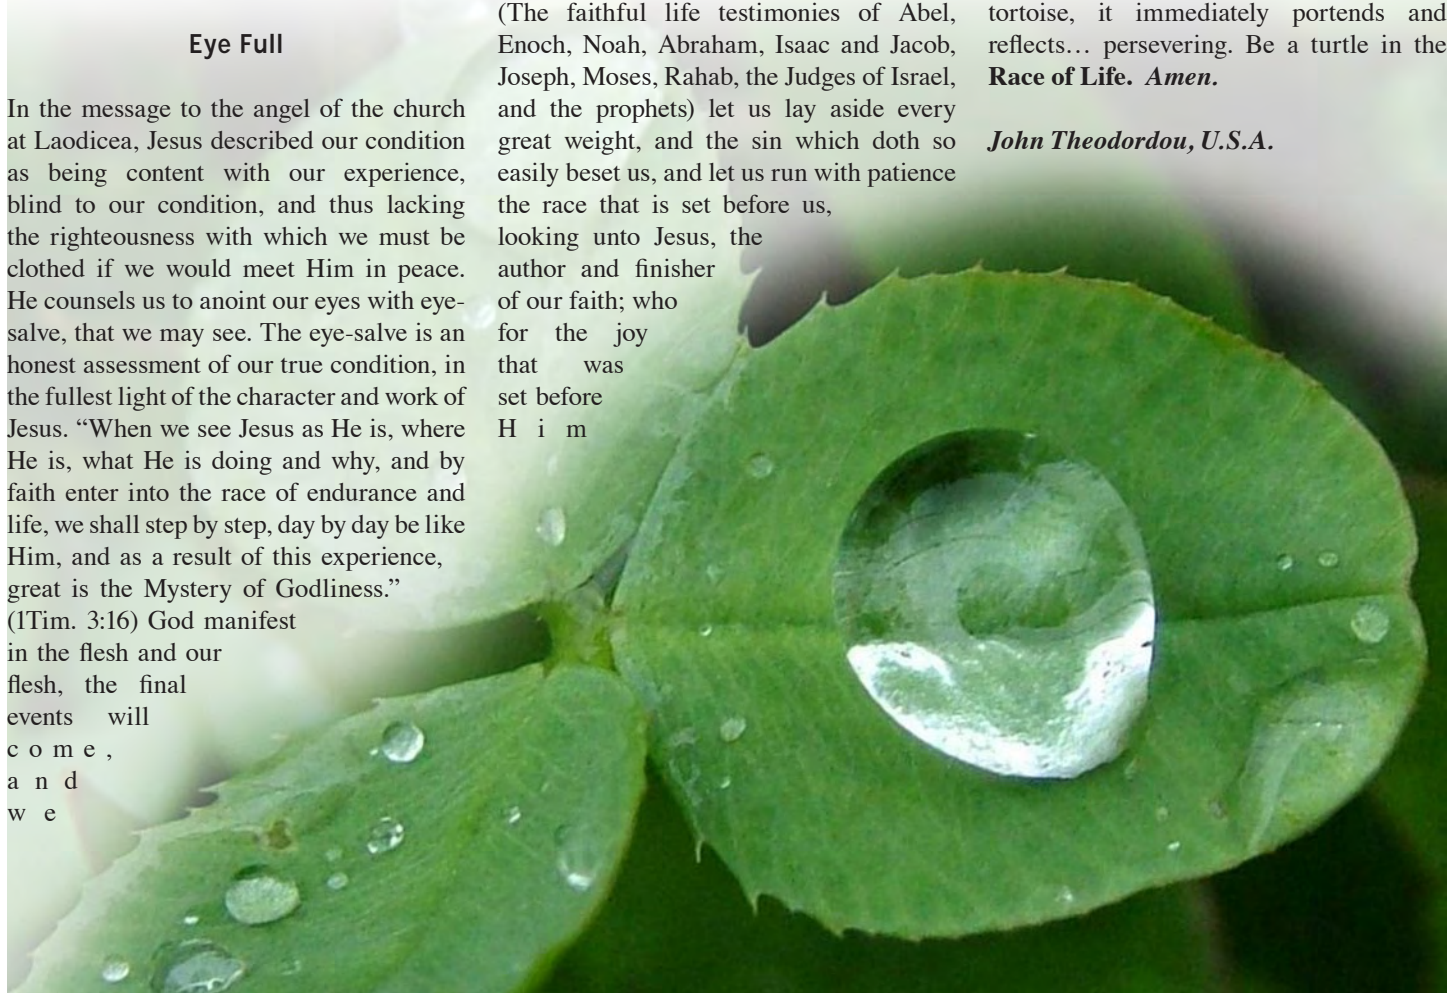 Eye Full
In the message to the angel of the church
at Laodicea, Jesus described our condition
as being content with our experience,
blind to our condition, and thus lacking
the righteousness with which we must be
clothed if we would meet Him in peace.
He counsels us to anoint our eyes with eye-
salve, that we may see. The eye-salve is an
honest assessment of our true condition, in
the fullest light of the character and work of
Jesus. “When we see Jesus as He is, where
He is, what He is doing and why, and by
faith enter into the race of endurance and
life, we shall step by step, day by day be like
Him, and as a result of this experience,
great is the Mystery of Godliness.”
(1Tim. 3:16) God manifest
in the flesh and our
flesh, the final
events will
come,
and
we
(The faithful life testimonies of Abel,
Enoch, Noah, Abraham, Isaac and Jacob,
Joseph, Moses, Rahab, the Judges of Israel,
and the prophets) let us lay aside every
great weight, and the sin which doth so
easily beset us, and let us run with patience
the race that is set before us,
looking unto Jesus, the
author and finisher
of our faith; who
for the joy
that was
set before
Him
tortoise, it immediately portends and
reflects… persevering. Be a turtle in the
Race of Life. Amen.
John Theodordou, U.S.A.